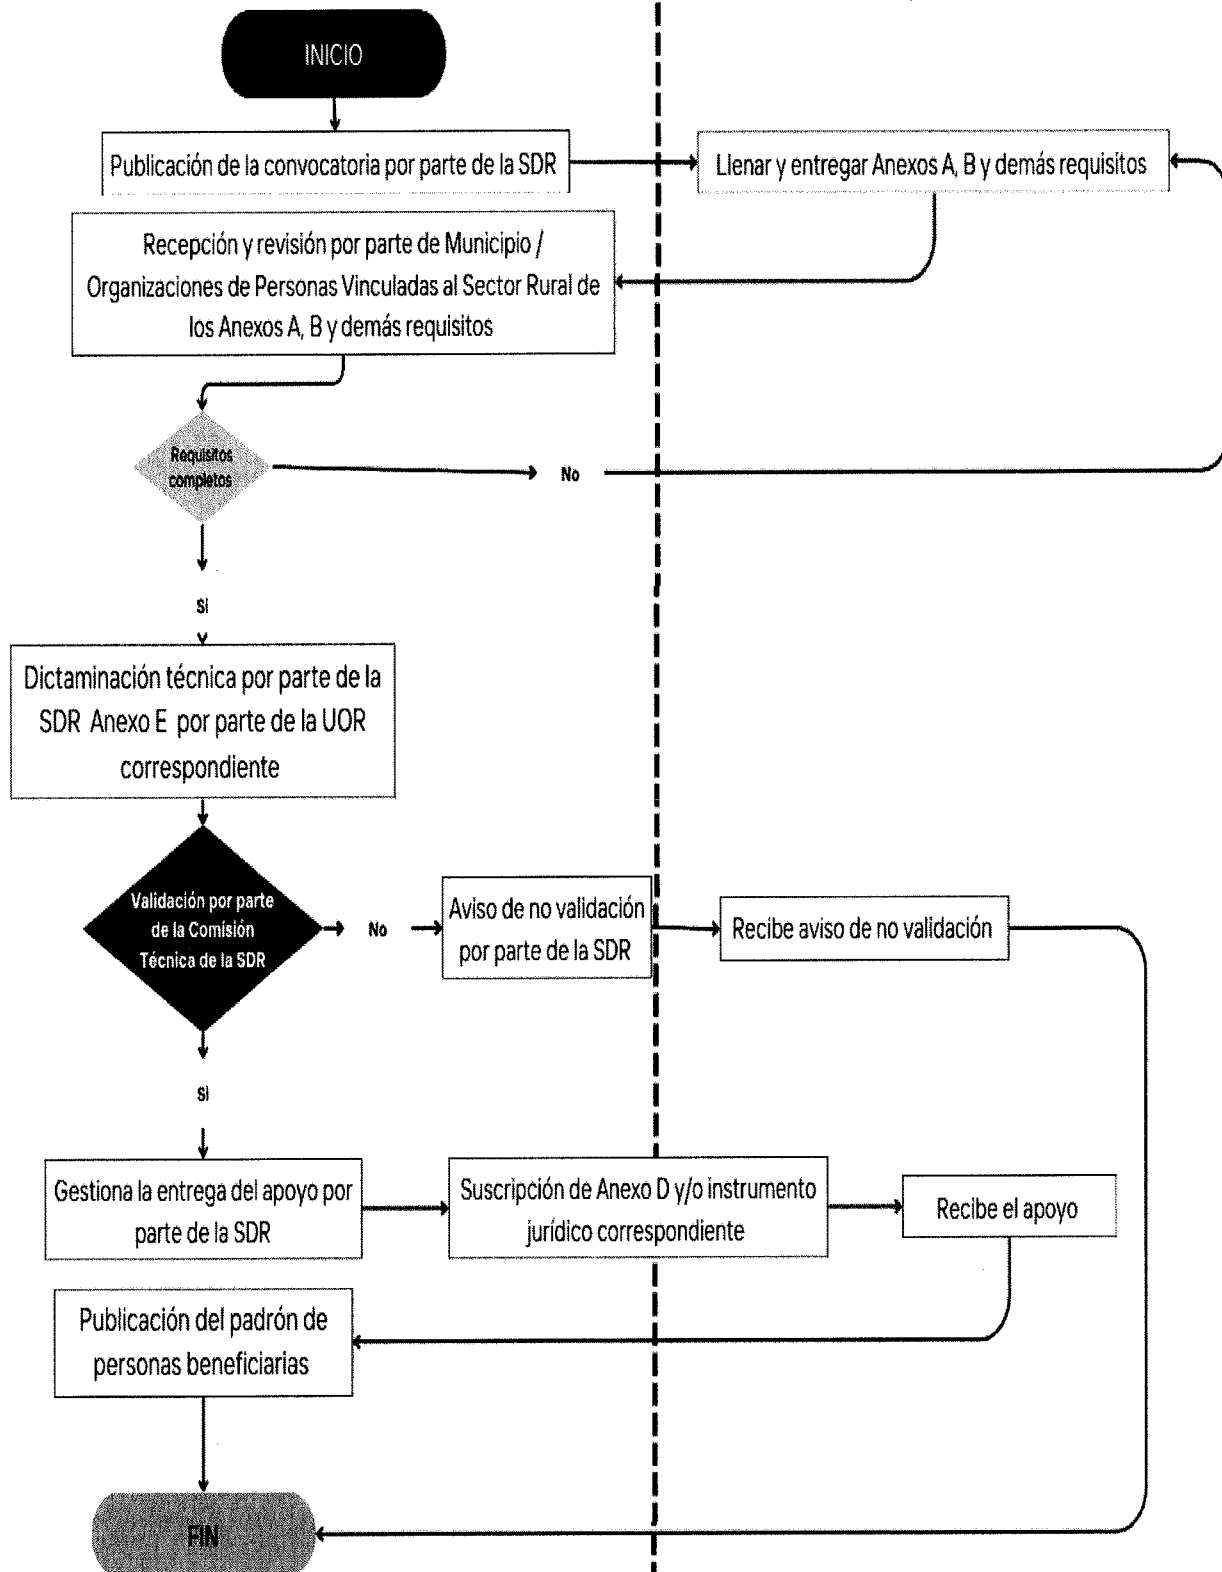 INICIO
Publicación de la convocatoria por parte de la SDR
Llenar y entregar Anexos A, B y demás requisitos
Recepción y revisión por parte de Municipio /
Organizaciones de Personas Vinculadas al Sector Rural de
los Anexos A, B y demás requisitos
Requisitos
completos
No
Sí
Dictaminación técnica por parte de la
SDR Anexo E por parte de la UOR
correspondiente
Validación por parte
de la Comisión
Técnica de la SDR
No
Aviso de no validación
por parte de la SDR
Recibe aviso de no validación
Sí
Gestiona la entrega del apoyo por
parte de la SDR
Suscripción de Anexo D y/o instrumento
jurídico correspondiente
Recibe el apoyo
Publicación del padrón de
personas beneficiarias
FIN